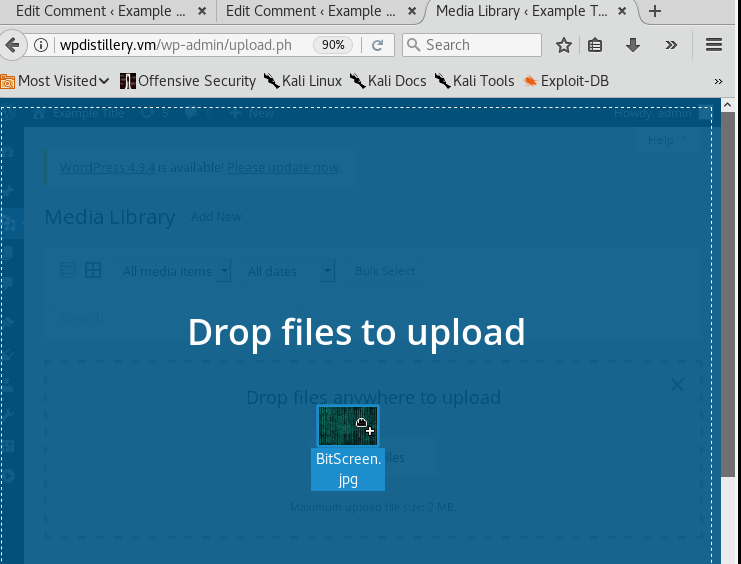 Edit Comment ‹ Example ... × Edit Comment ‹ Example ... × Media Library ‹ Example T... × +
wpdistillery.vm/wp-admin/upload.ph 90% Search
Most Visited Offensive Security Kali Linux Kali Docs Kali Tools Exploit-DB »
Example Title 5 0 New Howdy, admin
Help
WordPress 4.9.4 is available! Please update now.
Media Library Add New
All media items All dates Bulk Select
Search
Drop files to upload
Drop files anywhere to upload
BitScreen.
jpg
Maximum upload file size: 2 MB.